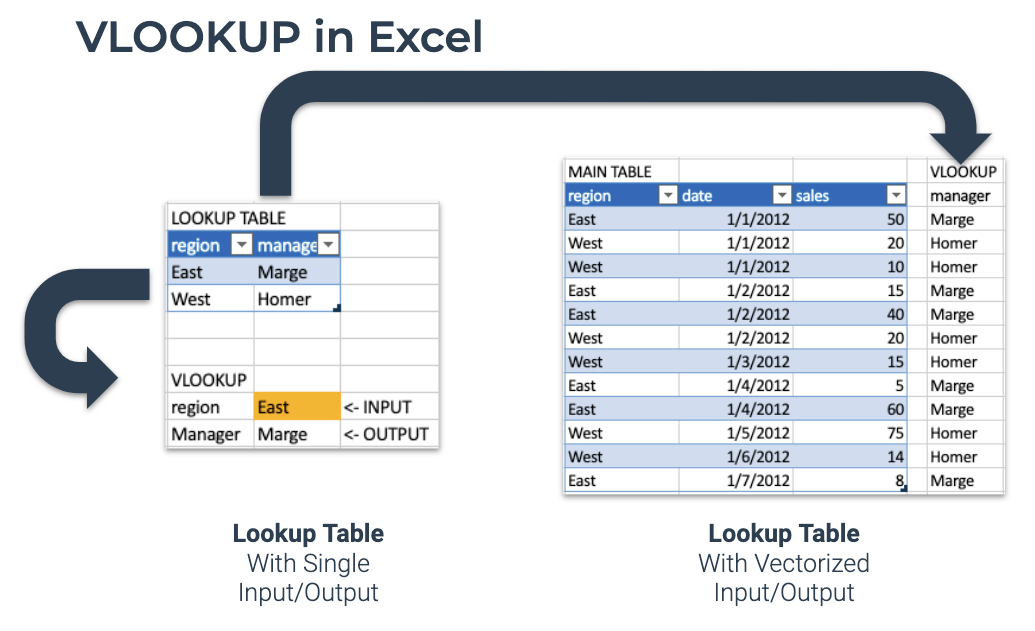 VLOOKUP in Excel
LOOKUP TABLE
region manage
East Marge
West Homer
VLOOKUP
region East <- INPUT
Manager Marge <- OUTPUT
Lookup Table
With Single
Input/Output
MAIN TABLE VLOOKUP
region date sales manager
East 1/1/2012 50 Marge
West 1/1/2012 20 Homer
West 1/1/2012 10 Homer
East 1/2/2012 15 Marge
East 1/2/2012 40 Marge
West 1/2/2012 20 Homer
West 1/3/2012 15 Homer
East 1/4/2012 5 Marge
East 1/4/2012 60 Marge
West 1/5/2012 75 Homer
West 1/6/2012 14 Homer
East 1/7/2012 8 Marge
Lookup Table
With Vectorized
Input/Output